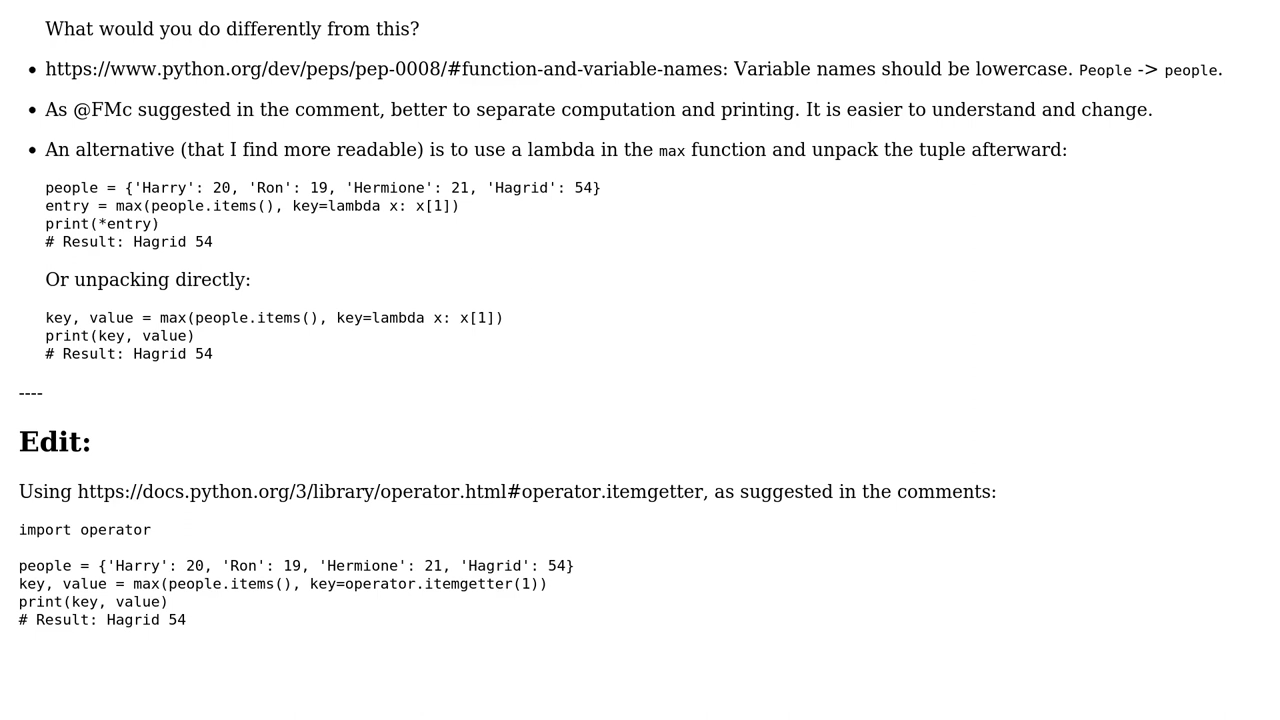 What would you do differently from this?
• https://www.python.org/dev/peps/pep-0008/#function-and-variable-names: Variable names should be lowercase. People -> people.
• As @FMc suggested in the comment, better to separate computation and printing. It is easier to understand and change.
• An alternative (that I find more readable) is to use a lambda in the max function and unpack the tuple afterward:
people = {'Harry': 20, 'Ron': 19, 'Hermione': 21, 'Hagrid': 54}
entry = max(people.items(), key=lambda x: x[1])
print(*entry)
# Result: Hagrid 54
Or unpacking directly:
key, value = max(people.items(), key=lambda x: x[1])
print(key, value)
# Result: Hagrid 54
----
Edit:
Using https://docs.python.org/3/library/operator.html#operator.itemgetter, as suggested in the comments:
import operator
people = {'Harry': 20, 'Ron': 19, 'Hermione': 21, 'Hagrid': 54}
key, value = max(people.items(), key=operator.itemgetter(1))
print(key, value)
# Result: Hagrid 54